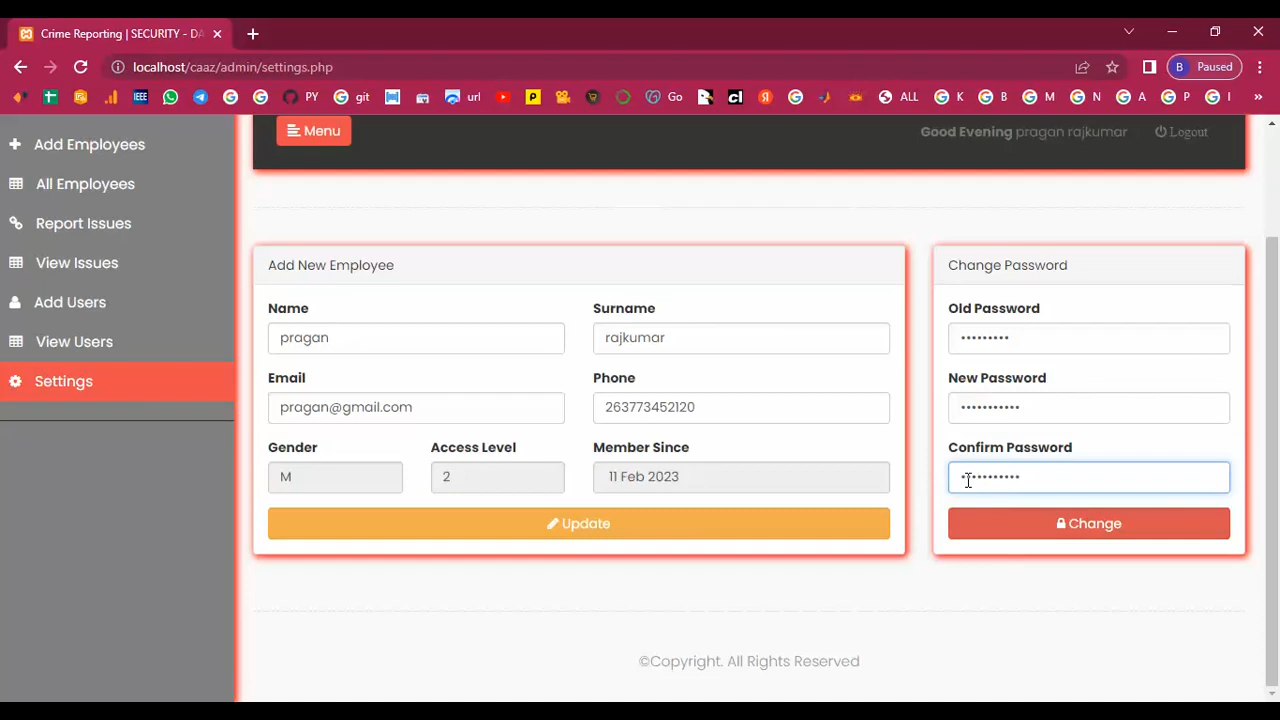 Crime Reporting | SECURITY - DA
localhost/caaz/admin/settings.php
B Paused
IEEE G G PY G git url P Go cl Я G ALL G K G B G M G N G A G P G I »
Add Employees
All Employees
Report Issues
View Issues
Add Users
View Users
Settings
Menu
Good Evening pragan rajkumar
Logout
Add New Employee
Name
Surname
pragan
rajkumar
Email
Phone
pragan@gmail.com
263773452120
Gender
Access Level
Member Since
M
2
11 Feb 2023
Update
Change Password
Old Password
•••••••••
New Password
•••••••••••
Confirm Password
•••••••••••
Change
©Copyright. All Rights Reserved